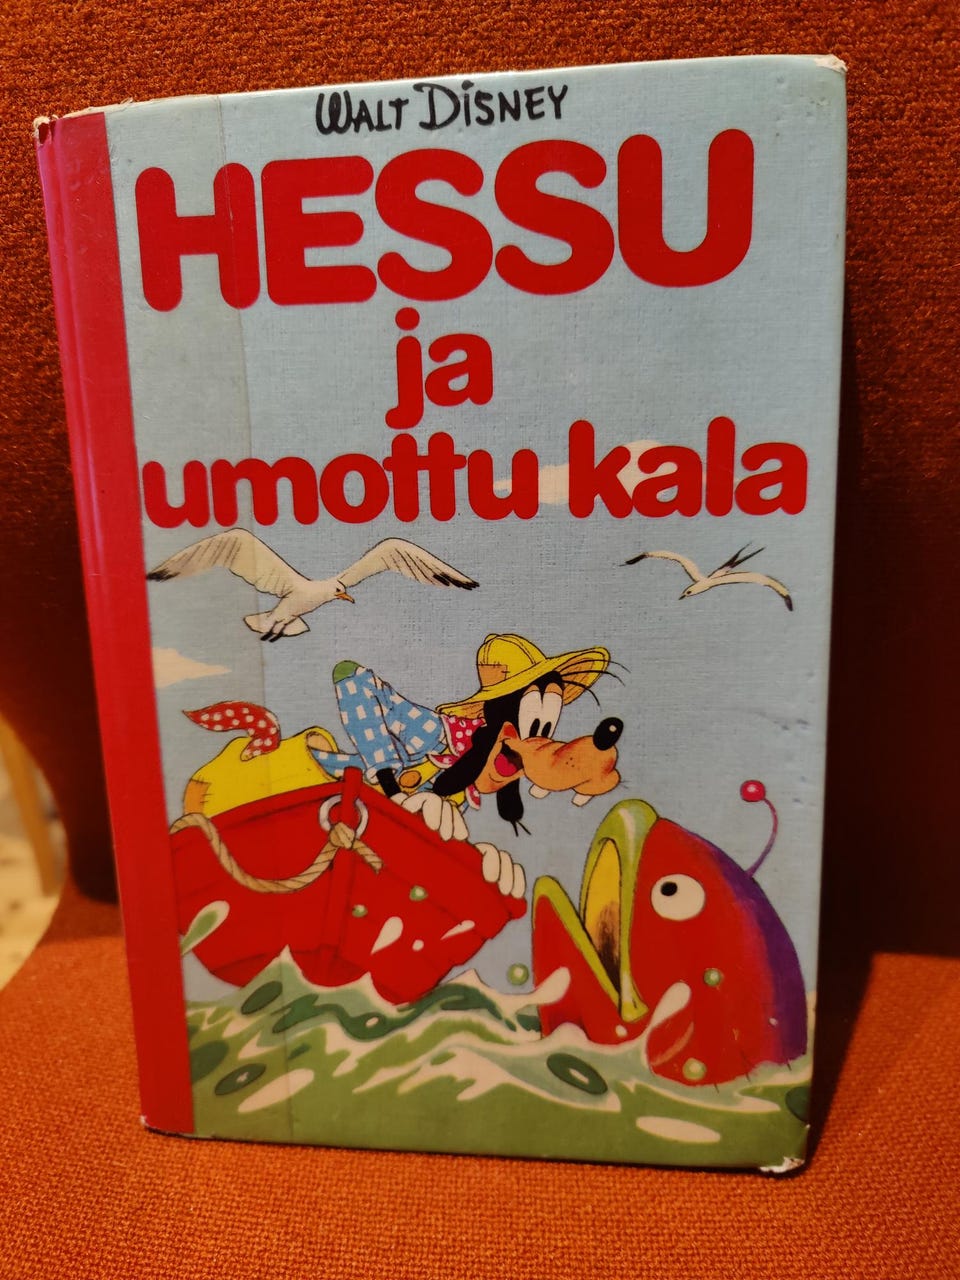 WALT DISNEY
HESSU
ja
umottu kala